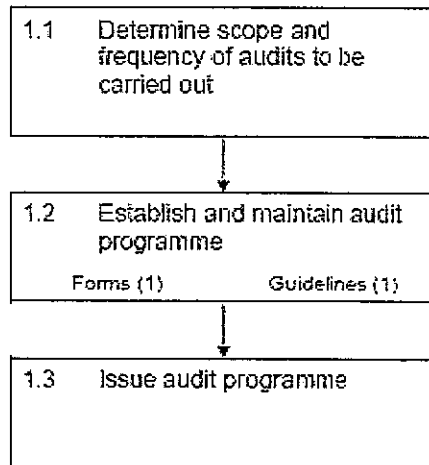 1.1 Determine scope and
frequency of audits to be
carried out
1.2 Establish and maintain audit
programme
Forms (1) Guidelines (1)
1.3 Issue audit programme